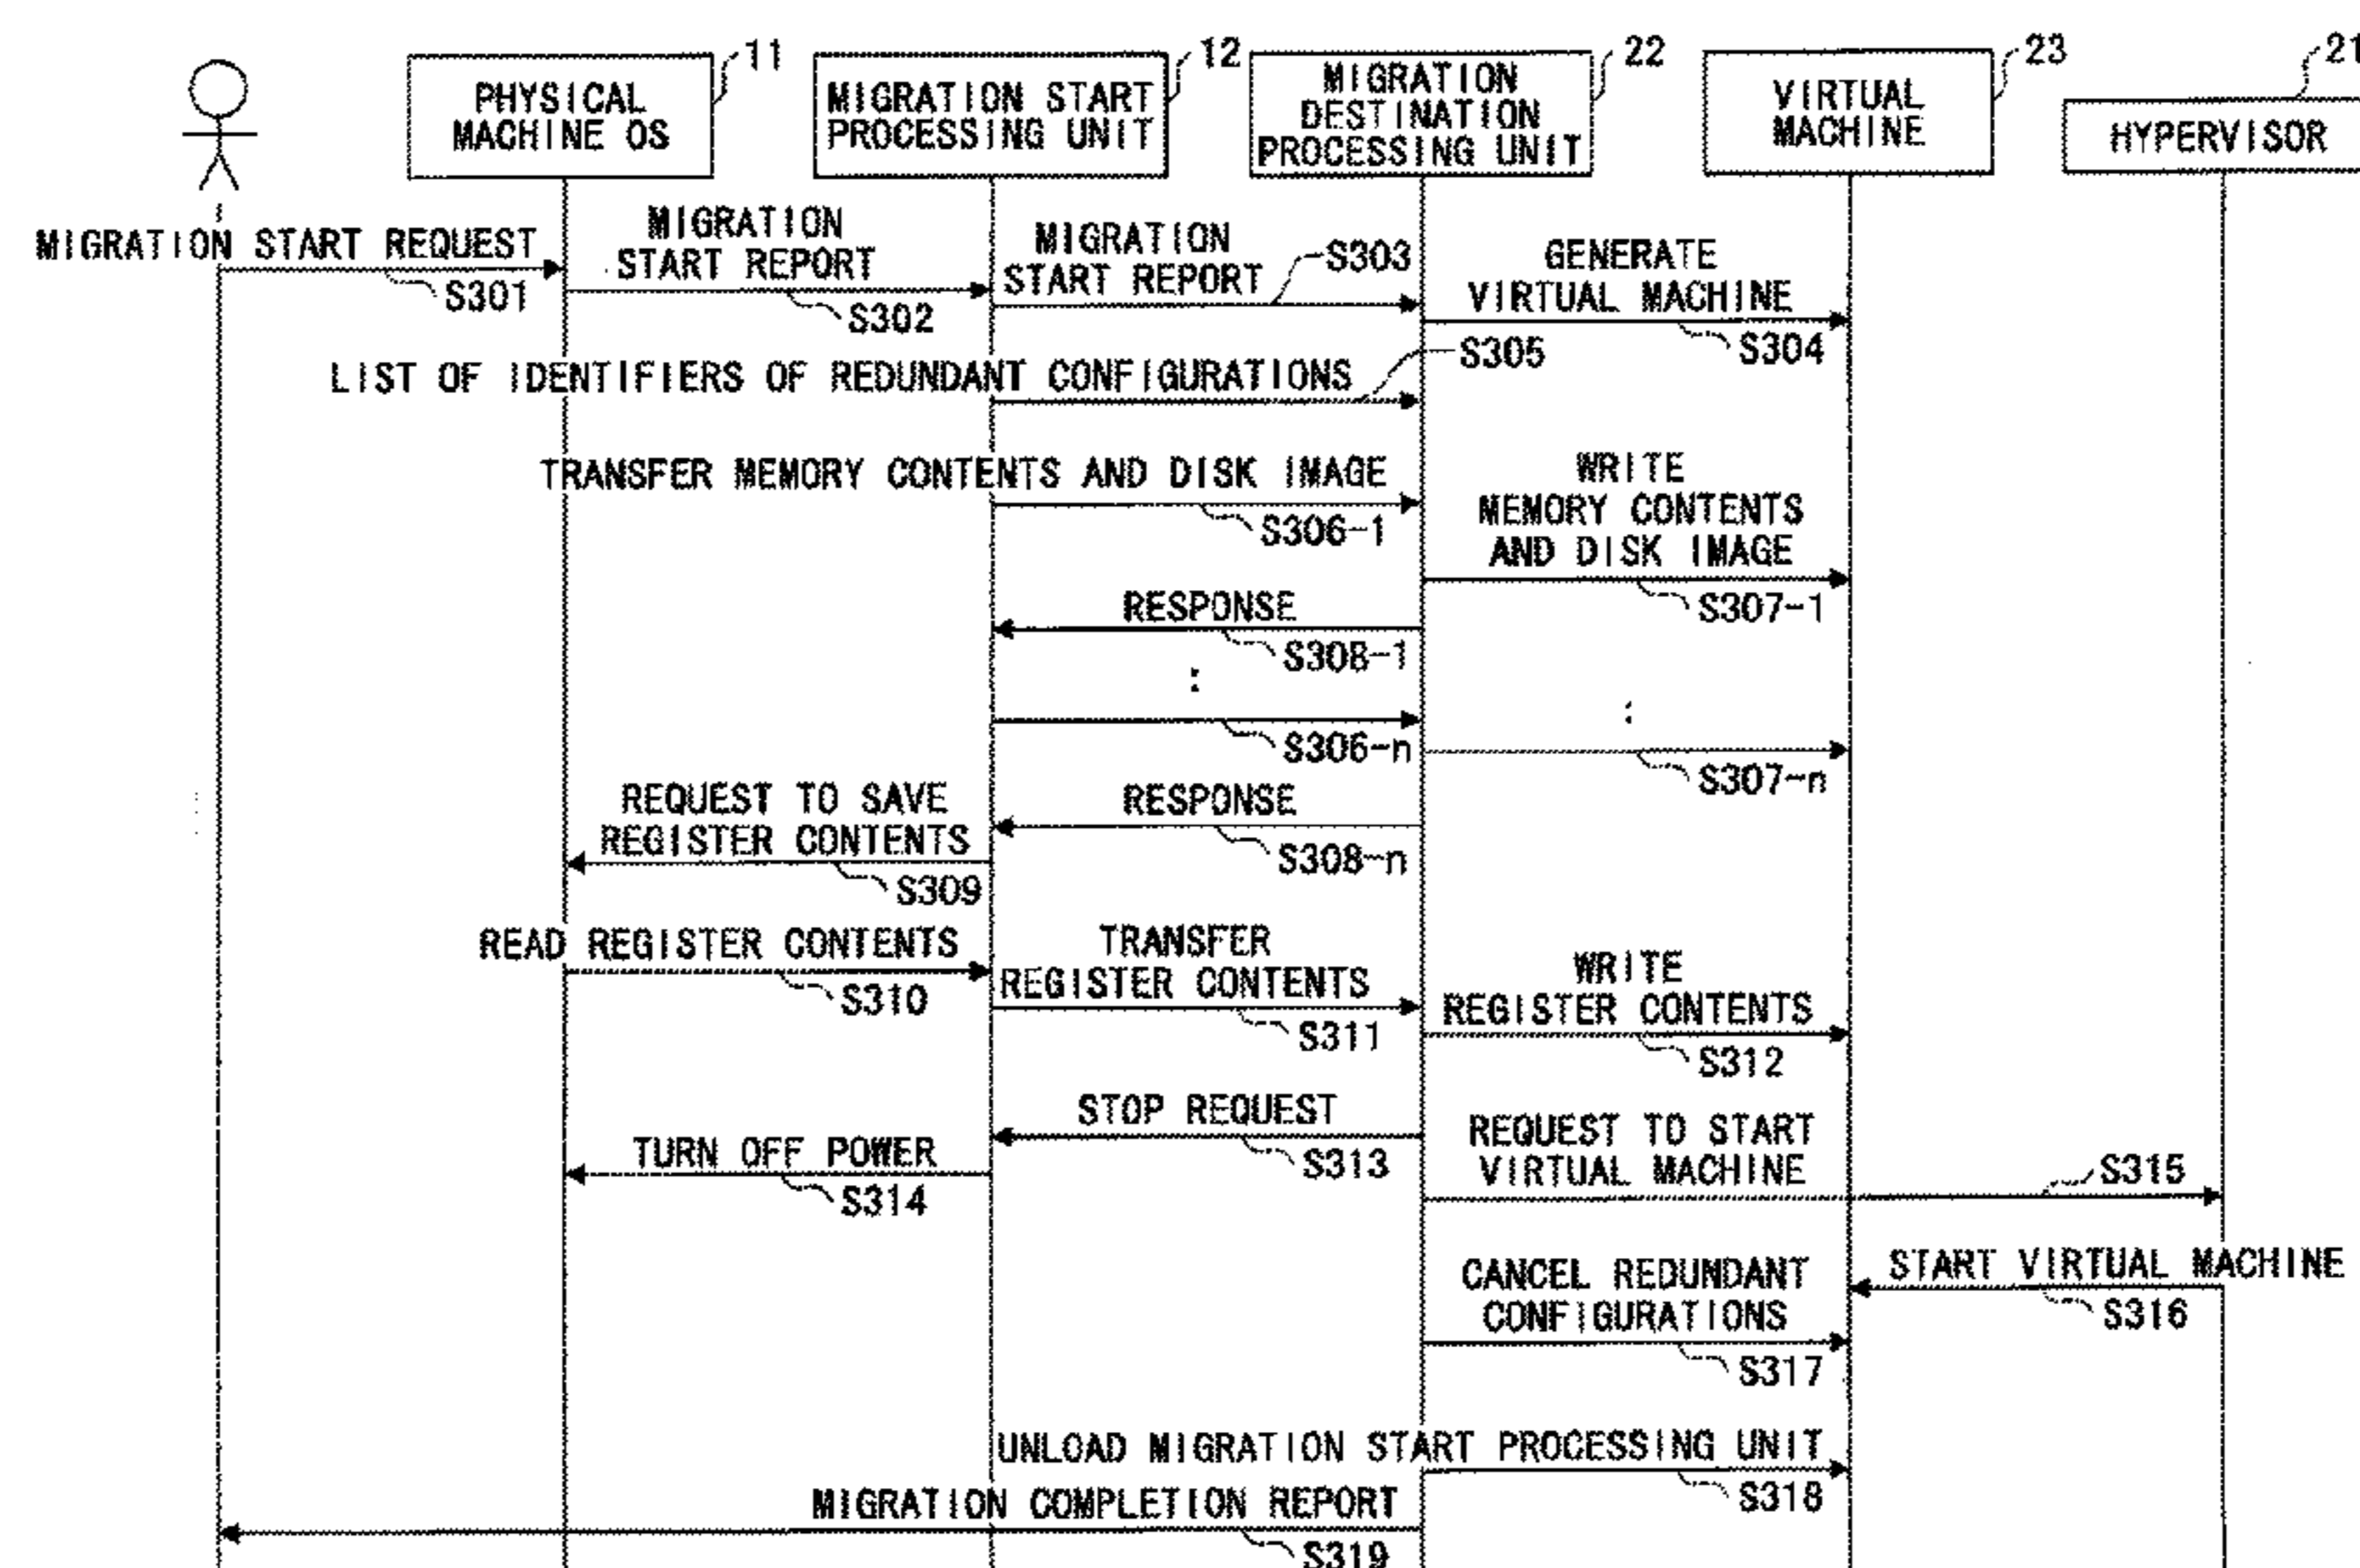 11
PHYSICAL
MACHINE OS
12
MIGRATION START
PROCESSING UNIT
22
MIGRATION
DESTINATION
PROCESSING UNIT
23
VIRTUAL
MACHINE
21
HYPERVISOR
MIGRATION START REQUEST
S301
MIGRATION
START REPORT
S302
MIGRATION
START REPORT
S303
GENERATE
VIRTUAL MACHINE
S304
LIST OF IDENTIFIERS OF REDUNDANT CONFIGURATIONS
S305
TRANSFER MEMORY CONTENTS AND DISK IMAGE
S306-1
WRITE
MEMORY CONTENTS
AND DISK IMAGE
S307-1
RESPONSE
S308-1
:
S306-n
:
S307-n
RESPONSE
S308-n
REQUEST TO SAVE
REGISTER CONTENTS
S309
READ REGISTER CONTENTS
S310
TRANSFER
REGISTER CONTENTS
S311
WRITE
REGISTER CONTENTS
S312
STOP REQUEST
S313
TURN OFF POWER
S314
REQUEST TO START
VIRTUAL MACHINE
S315
START VIRTUAL MACHINE
S316
CANCEL REDUNDANT
CONFIGURATIONS
S317
UNLOAD MIGRATION START PROCESSING UNIT
S318
MIGRATION COMPLETION REPORT
S319